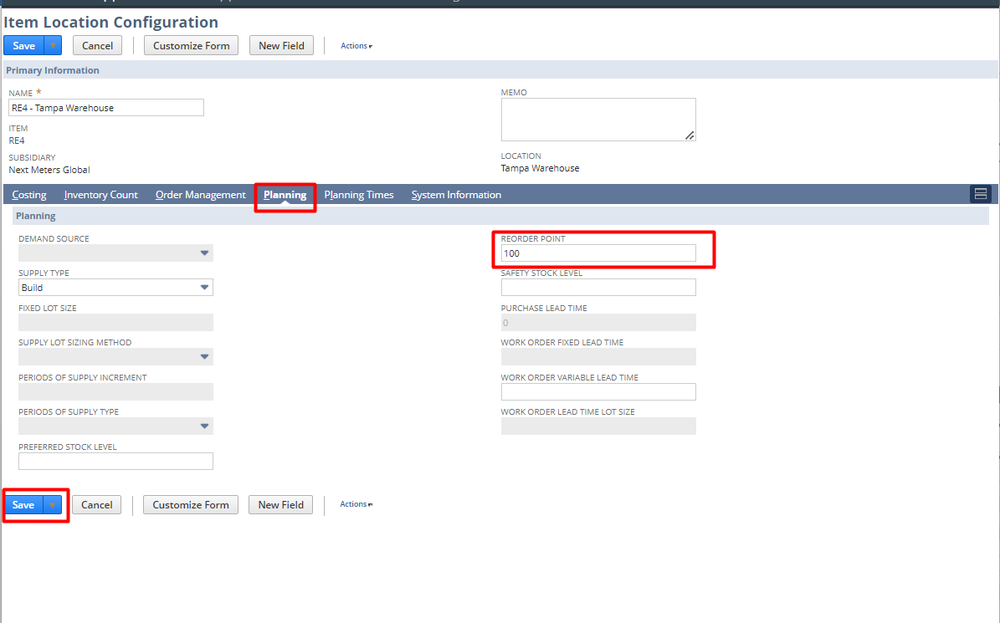 Item Location Configuration
Save Cancel Customize Form New Field Actions
Primary Information
NAME *
RE4 - Tampa Warehouse
ITEM
RE4
SUBSIDIARY
Next Meters Global
MEMO
LOCATION
Tampa Warehouse
Costing Inventory Count Order Management Planning Planning Times System Information
Planning
DEMAND SOURCE
SUPPLY TYPE
Build
FIXED LOT SIZE
SUPPLY LOT SIZING METHOD
PERIODS OF SUPPLY INCREMENT
PERIODS OF SUPPLY TYPE
PREFERRED STOCK LEVEL
REORDER POINT
100
SAFETY STOCK LEVEL
PURCHASE LEAD TIME
0
WORK ORDER FIXED LEAD TIME
WORK ORDER VARIABLE LEAD TIME
WORK ORDER LEAD TIME LOT SIZE
Save Cancel Customize Form New Field Actions